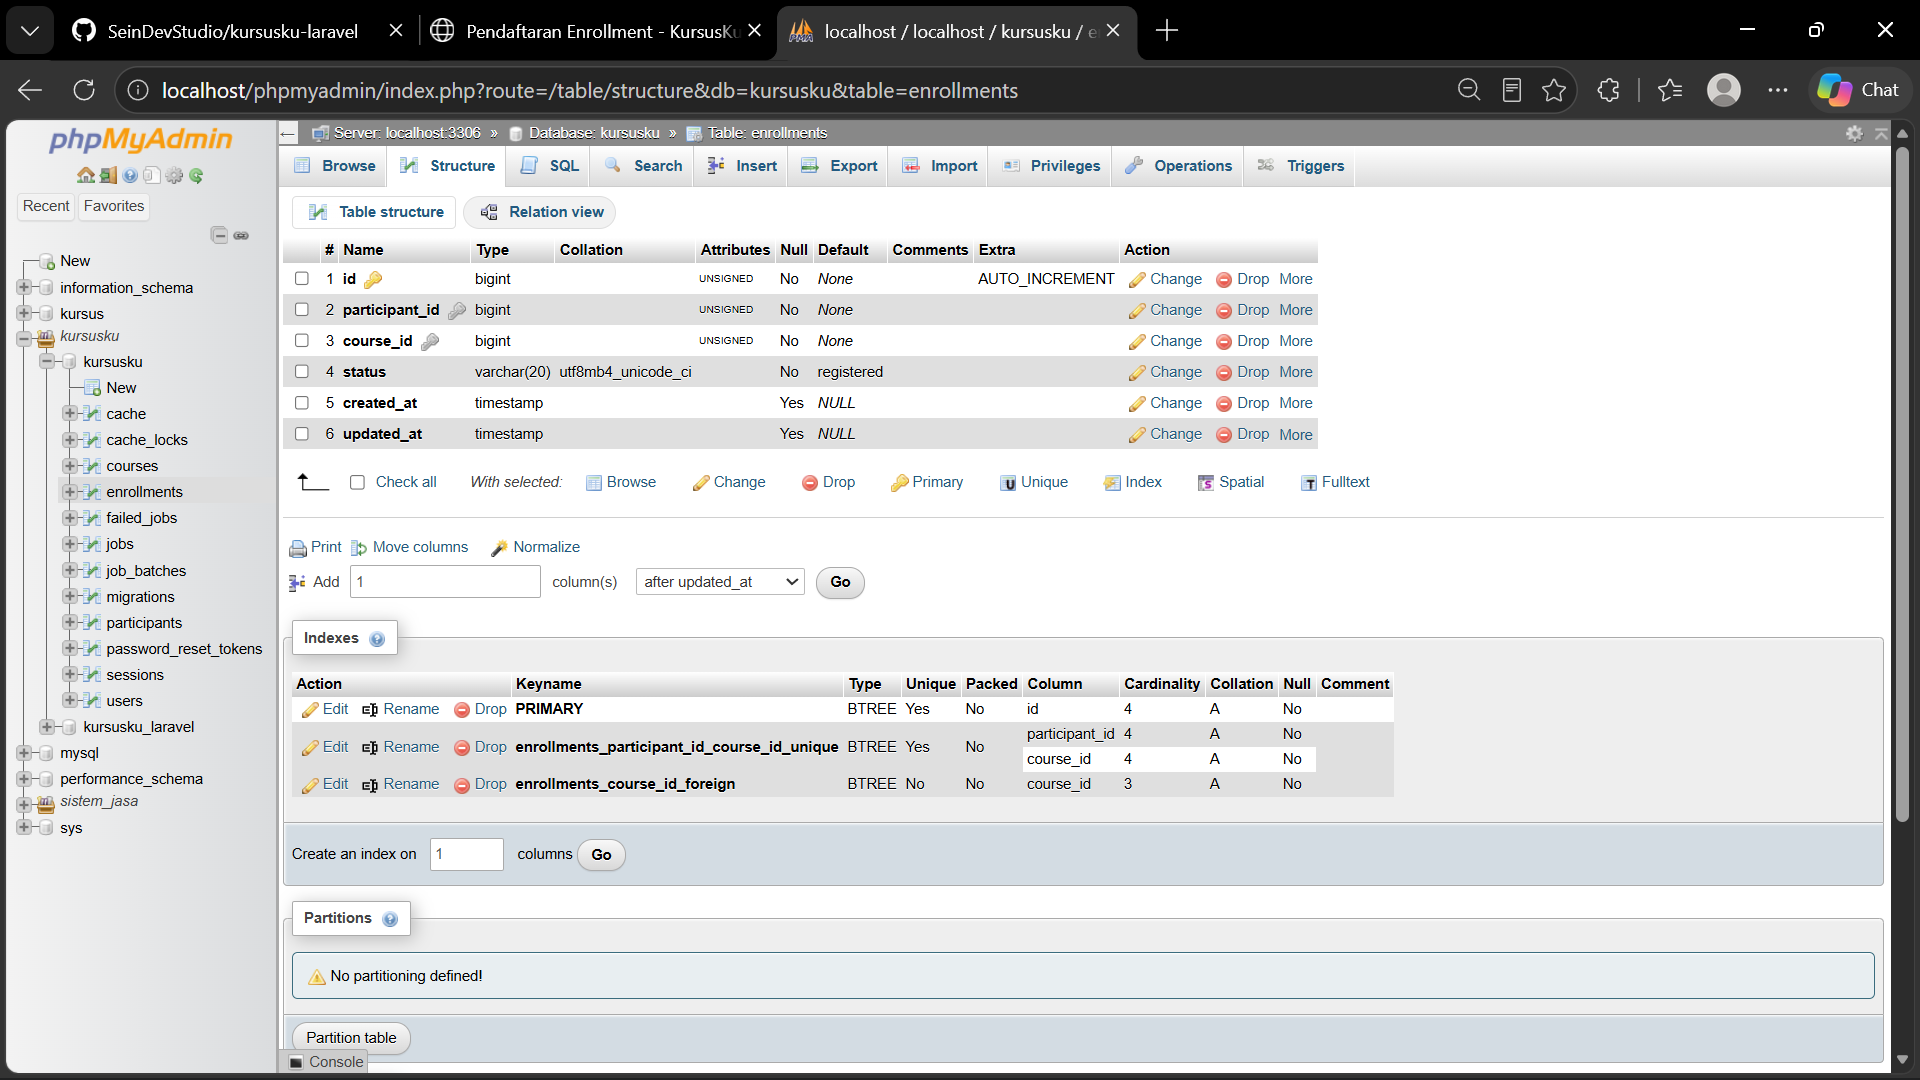 SeinDevStudio/kursusku-laravel
Pendaftaran Enrollment - KursusKu
localhost / localhost / kursusku / e
localhost/phpmyadmin/index.php?route=/table/structure&db=kursusku&table=enrollments
Chat
phpMyAdmin
Recent Favorites
New
information_schema
kursus
kursusku
kursusku
New
cache
cache_locks
courses
enrollments
failed_jobs
jobs
job_batches
migrations
participants
password_reset_tokens
sessions
users
kursusku_laravel
mysql
performance_schema
sistem_jasa
sys
Server: localhost:3306 » Database: kursusku » Table: enrollments
Browse Structure SQL Search Insert Export Import Privileges Operations Triggers
Table structure Relation view
# Name Type Collation Attributes Null Default Comments Extra Action
1 id bigint UNSIGNED No None AUTO_INCREMENT Change Drop More
2 participant_id bigint UNSIGNED No None Change Drop More
3 course_id bigint UNSIGNED No None Change Drop More
4 status varchar(20) utf8mb4_unicode_ci No registered Change Drop More
5 created_at timestamp Yes NULL Change Drop More
6 updated_at timestamp Yes NULL Change Drop More
Check all With selected: Browse Change Drop Primary Unique Index Spatial Fulltext
Print Move columns Normalize
Add 1 column(s) after updated_at Go
Indexes
Action Keyname Type Unique Packed Column Cardinality Collation Null Comment
Edit Rename Drop PRIMARY BTREE Yes No id 4 A No
Edit Rename Drop enrollments_participant_id_course_id_unique BTREE Yes No participant_id 4 A No
course_id 4 A No
Edit Rename Drop enrollments_course_id_foreign BTREE No No course_id 3 A No
Create an index on 1 columns Go
Partitions
No partitioning defined!
Partition table
Console